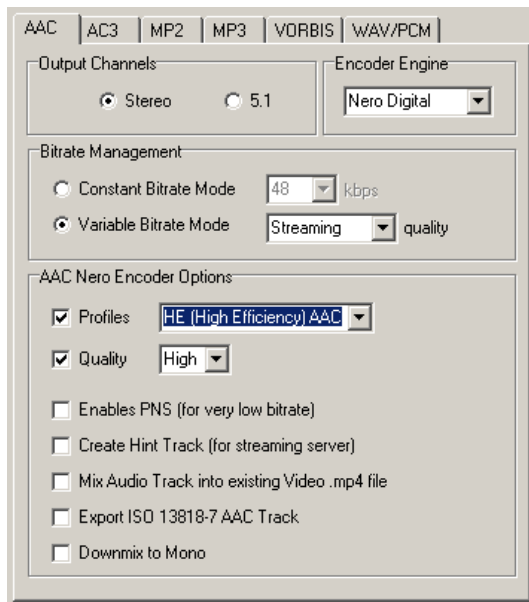 AAC AC3 MP2 MP3 VORBIS WAV/PCM
Output Channels
Stereo 5.1
Encoder Engine
Nero Digital
Bitrate Management
Constant Bitrate Mode 48 kbps
Variable Bitrate Mode Streaming quality
AAC Nero Encoder Options
Profiles HE (High Efficiency) AAC
Quality High
Enables PNS (for very low bitrate)
Create Hint Track (for streaming server)
Mix Audio Track into existing Video .mp4 file
Export ISO 13818-7 AAC Track
Downmix to Mono